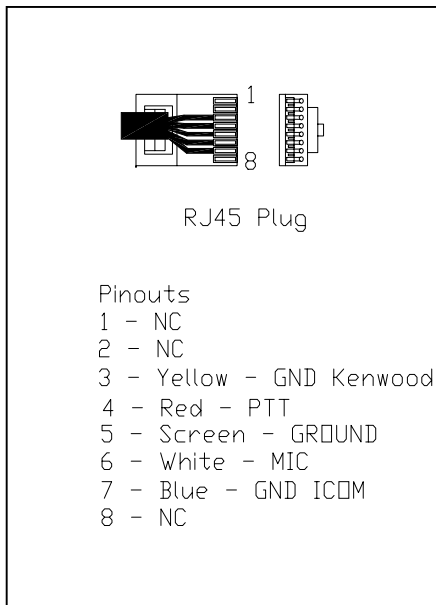 1
8
RJ45 Plug
Pinouts
1 - NC
2 - NC
3 - Yellow - GND Kenwood
4 - Red - PTT
5 - Screen - GROUND
6 - White - MIC
7 - Blue - GND ICOM
8 - NC